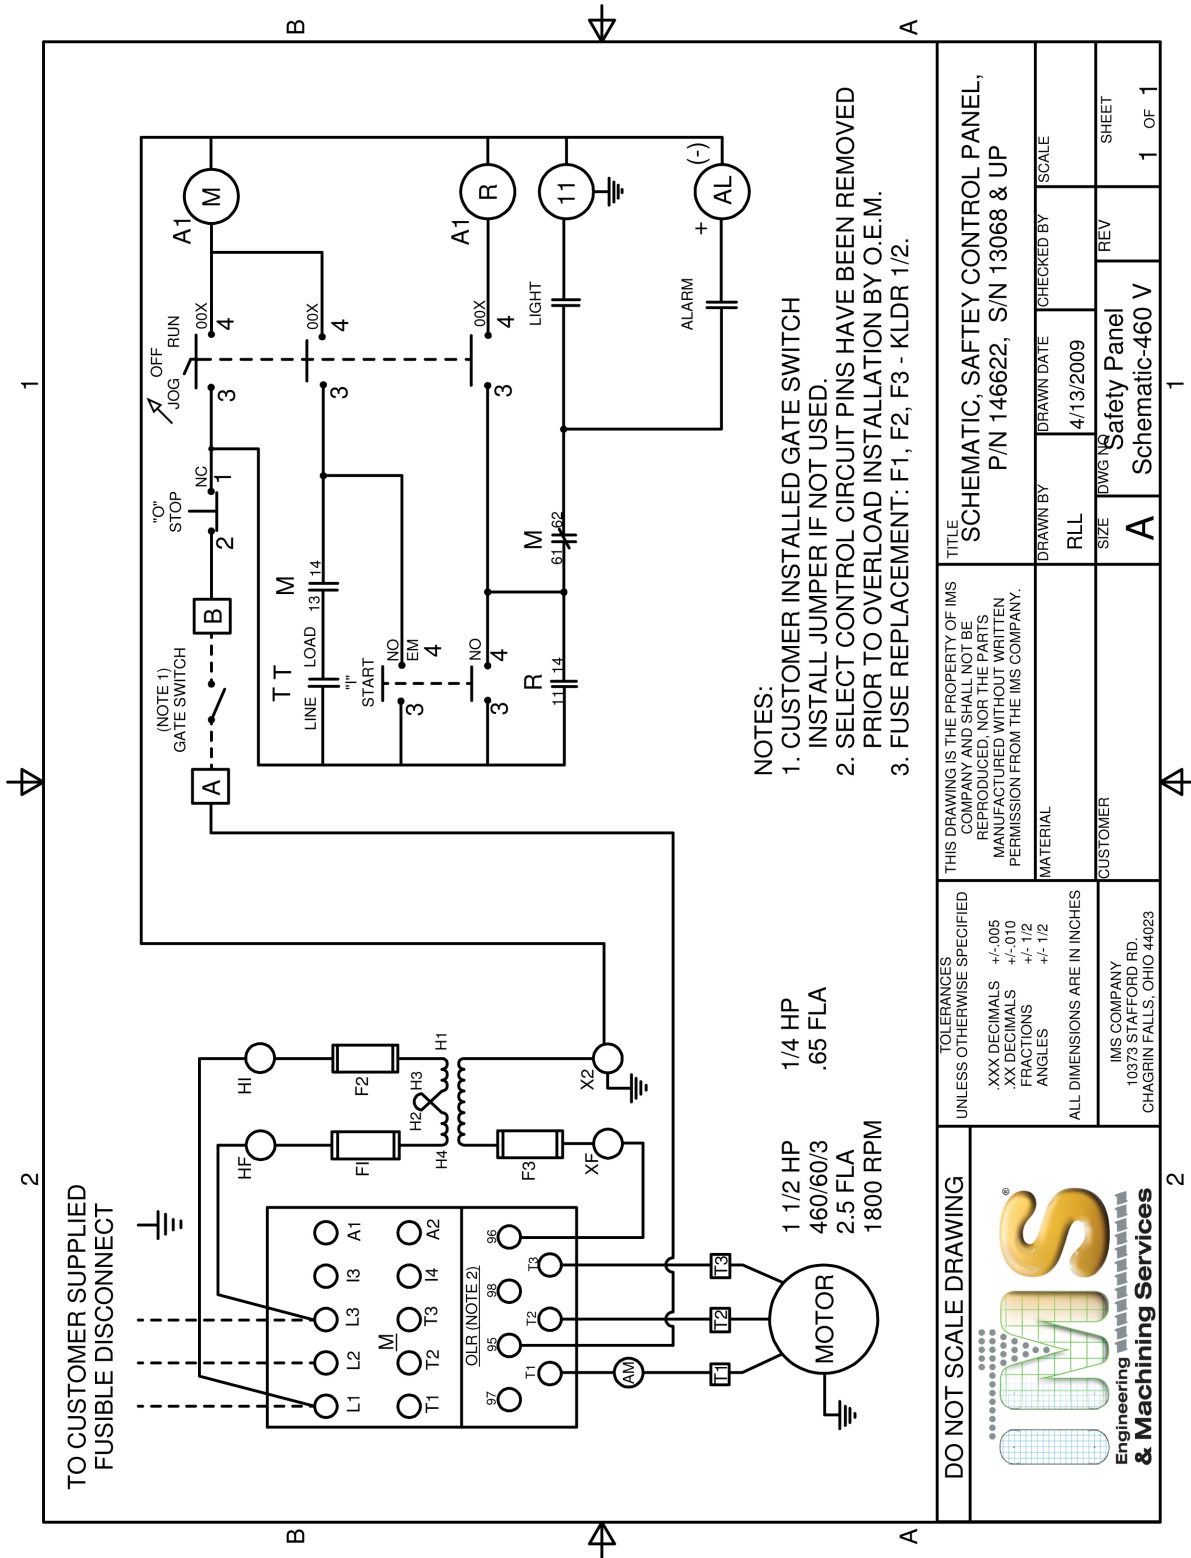 2
1
B
B
A
A
TO CUSTOMER SUPPLIED
FUSIBLE DISCONNECT
L1
L2
L3
I3
A1
M
T1
T2
T3
I4
A2
OLR (NOTE 2)
97
95
98
96
T1
T2
T3
AM
T1
T2
T3
MOTOR
HF
HI
F1
F2
H4
H2
H3
H1
F3
XF
X2
1 1/2 HP
460/60/3
2.5 FLA
1800 RPM
1/4 HP
.65 FLA
(NOTE 1)
GATE SWITCH
A
B
"O"
STOP
NC
2
1
JOG
OFF
RUN
00X
3
4
A1
M
T T
LINE
LOAD
M
13
14
00X
3
4
"I"
START
NO
EM
3
4
NO
3
4
00X
3
4
A1
R
R
11
14
M
61
62
LIGHT
11
ALARM
+
AL
(-)
NOTES:
1. CUSTOMER INSTALLED GATE SWITCH
INSTALL JUMPER IF NOT USED.
2. SELECT CONTROL CIRCUIT PINS HAVE BEEN REMOVED
PRIOR TO OVERLOAD INSTALLATION BY O.E.M.
3. FUSE REPLACEMENT: F1, F2, F3 - KLDR 1/2.
DO NOT SCALE DRAWING
IMS
®
Engineering
& Machining Services
TOLERANCES
UNLESS OTHERWISE SPECIFIED
.XXX DECIMALS +/-.005
.XX DECIMALS +/-.010
FRACTIONS +/- 1/2
ANGLES +/- 1/2
ALL DIMENSIONS ARE IN INCHES
IMS COMPANY
10373 STAFFORD RD.
CHAGRIN FALLS, OHIO 44023
THIS DRAWING IS THE PROPERTY OF IMS
COMPANY AND SHALL NOT BE
REPRODUCED, NOR THE PARTS
MANUFACTURED WITHOUT WRITTEN
PERMISSION FROM THE IMS COMPANY.
MATERIAL
CUSTOMER
TITLE
SCHEMATIC, SAFTEY CONTROL PANEL,
P/N 146622, S/N 13068 & UP
DRAWN BY
RLL
DRAWN DATE
4/13/2009
CHECKED BY
SCALE
SIZE
A
DWG NO
Safety Panel
Schematic-460 V
REV
SHEET
1 OF 1
2
1